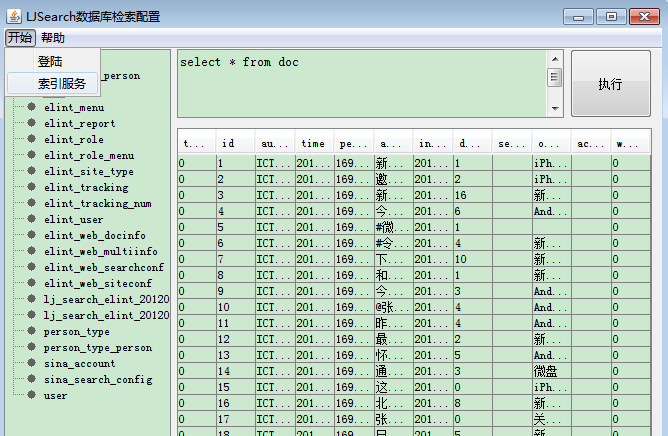 LJSearch数据库检索配置
开始 帮助
登陆
索引服务
_person
elint_menu
elint_report
elint_role
elint_role_menu
elint_site_type
elint_tracking
elint_tracking_num
elint_user
elint_web_docinfo
elint_web_multiinfo
elint_web_searchconf
elint_web_siteconf
lj_search_elint_20120
lj_search_elint_20120
person_type
person_type_person
sina_account
sina_search_config
user
select * from doc
执行
t... id au... time pe... a... in... d... se... o... ac... w...
0 1 ICT... 201... 169... 新... 201... 1 iPh... 0
0 2 ICT... 201... 169... 邀... 201... 2 iPh... 0
0 3 ICT... 201... 169... 新... 201... 16 新... 0
0 4 ICT... 201... 169... 今... 201... 6 And... 0
0 5 ICT... 201... 169... #微... 201... 1 0
0 6 ICT... 201... 169... #令... 201... 4 新... 0
0 7 ICT... 201... 169... 下... 201... 10 新... 0
0 8 ICT... 201... 169... 和... 201... 1 新... 0
0 9 ICT... 201... 169... 今... 201... 3 And... 0
0 10 ICT... 201... 169... @张... 201... 4 And... 0
0 11 ICT... 201... 169... 昨... 201... 4 And... 0
0 12 ICT... 201... 169... 最... 201... 2 新... 0
0 13 ICT... 201... 169... 怀... 201... 5 And... 0
0 14 ICT... 201... 169... 通... 201... 3 微盘 0
0 15 ICT... 201... 169... 这... 201... 0 iPh... 0
0 16 ICT... 201... 169... 北... 201... 8 新... 0
0 17 ICT... 201... 169... 张... 201... 0 关... 0
0 18 ICT... 201... 169... 日... 201... 5 新... 0